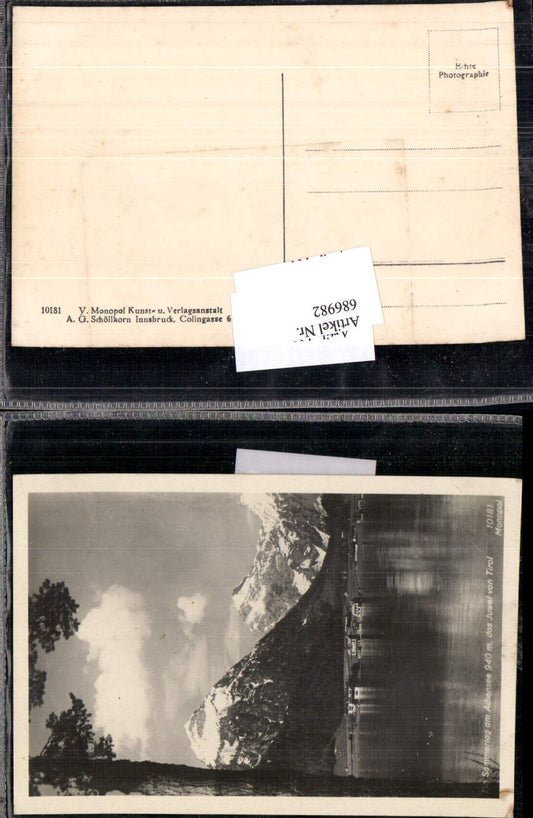 Echte
Photographie
10181 V. Monopol Kunst- u. Verlagsanstalt
A. G. Schöllkorn Innsbruck, Colingasse 6
Artikel Nr.
686982
Sommertag am Achensee 940 m, das Juwel von Tirol
10181
Monopol